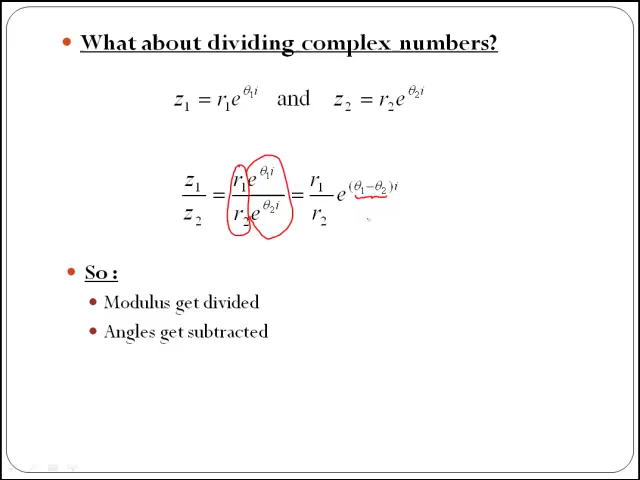 What about dividing complex numbers?
z₁ = r₁e^{θ₁i} and z₂ = r₂e^{θ₂i}
z₁/z₂ = r₁e^{θ₁i}/r₂e^{θ₂i} = r₁/r₂ e^{(θ₁−θ₂)i}
So :
Modulus get divided
Angles get subtracted